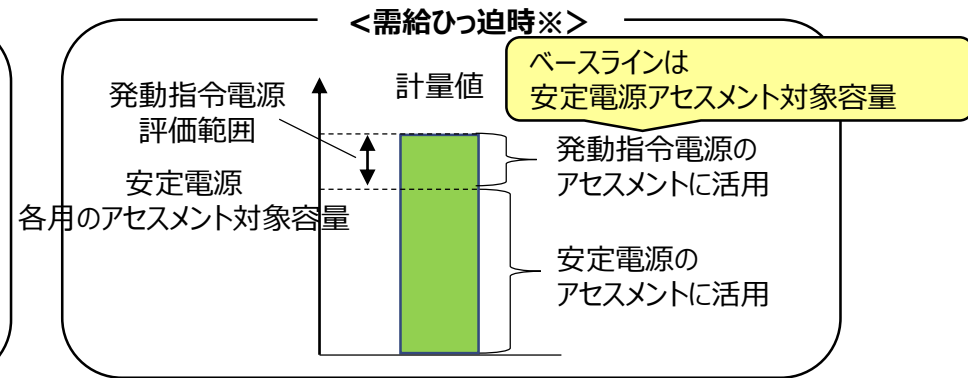 <需給ひっ迫時※>
ベースラインは
安定電源アセスメント対象容量
計量値
発動指令電源
評価範囲
安定電源
各月のアセスメント対象容量
発動指令電源の
アセスメントに活用
安定電源の
アセスメントに活用